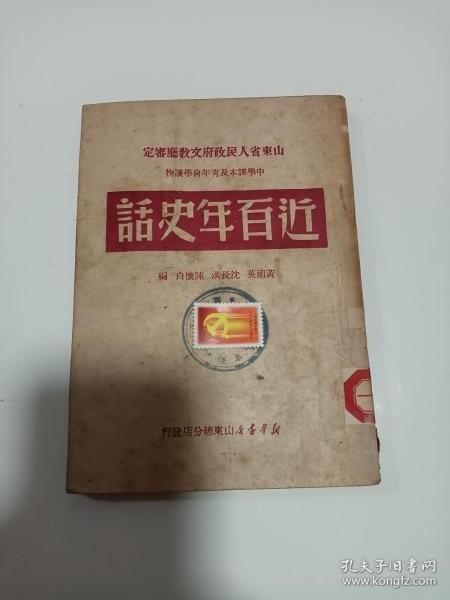 山東省人民政府文教廳審定
中學課本及青年自學讀物
近百年史話
黃祖英 沈長洪 陳懷白 編
新華書店山東總分店發行
孔夫子旧书网
www.kongfz.com